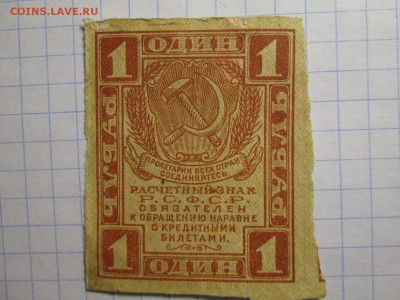 COINS.LAVE.RU
1 ОДИН 1
РУБЛЬ
РУБЛЬ
ПРОЛЕТАРИИ ВСЕХ СТРАН
СОЕДИНЯЙТЕСЬ
РАСЧЕТНЫЙ ЗНАК
Р.С.Ф.С.Р.
ОБЯЗАТЕЛЕН
К ОБРАЩЕНИЮ НАРАВНЕ
С КРЕДИТНЫМИ
БИЛЕТАМИ.
1 ОДИН 1